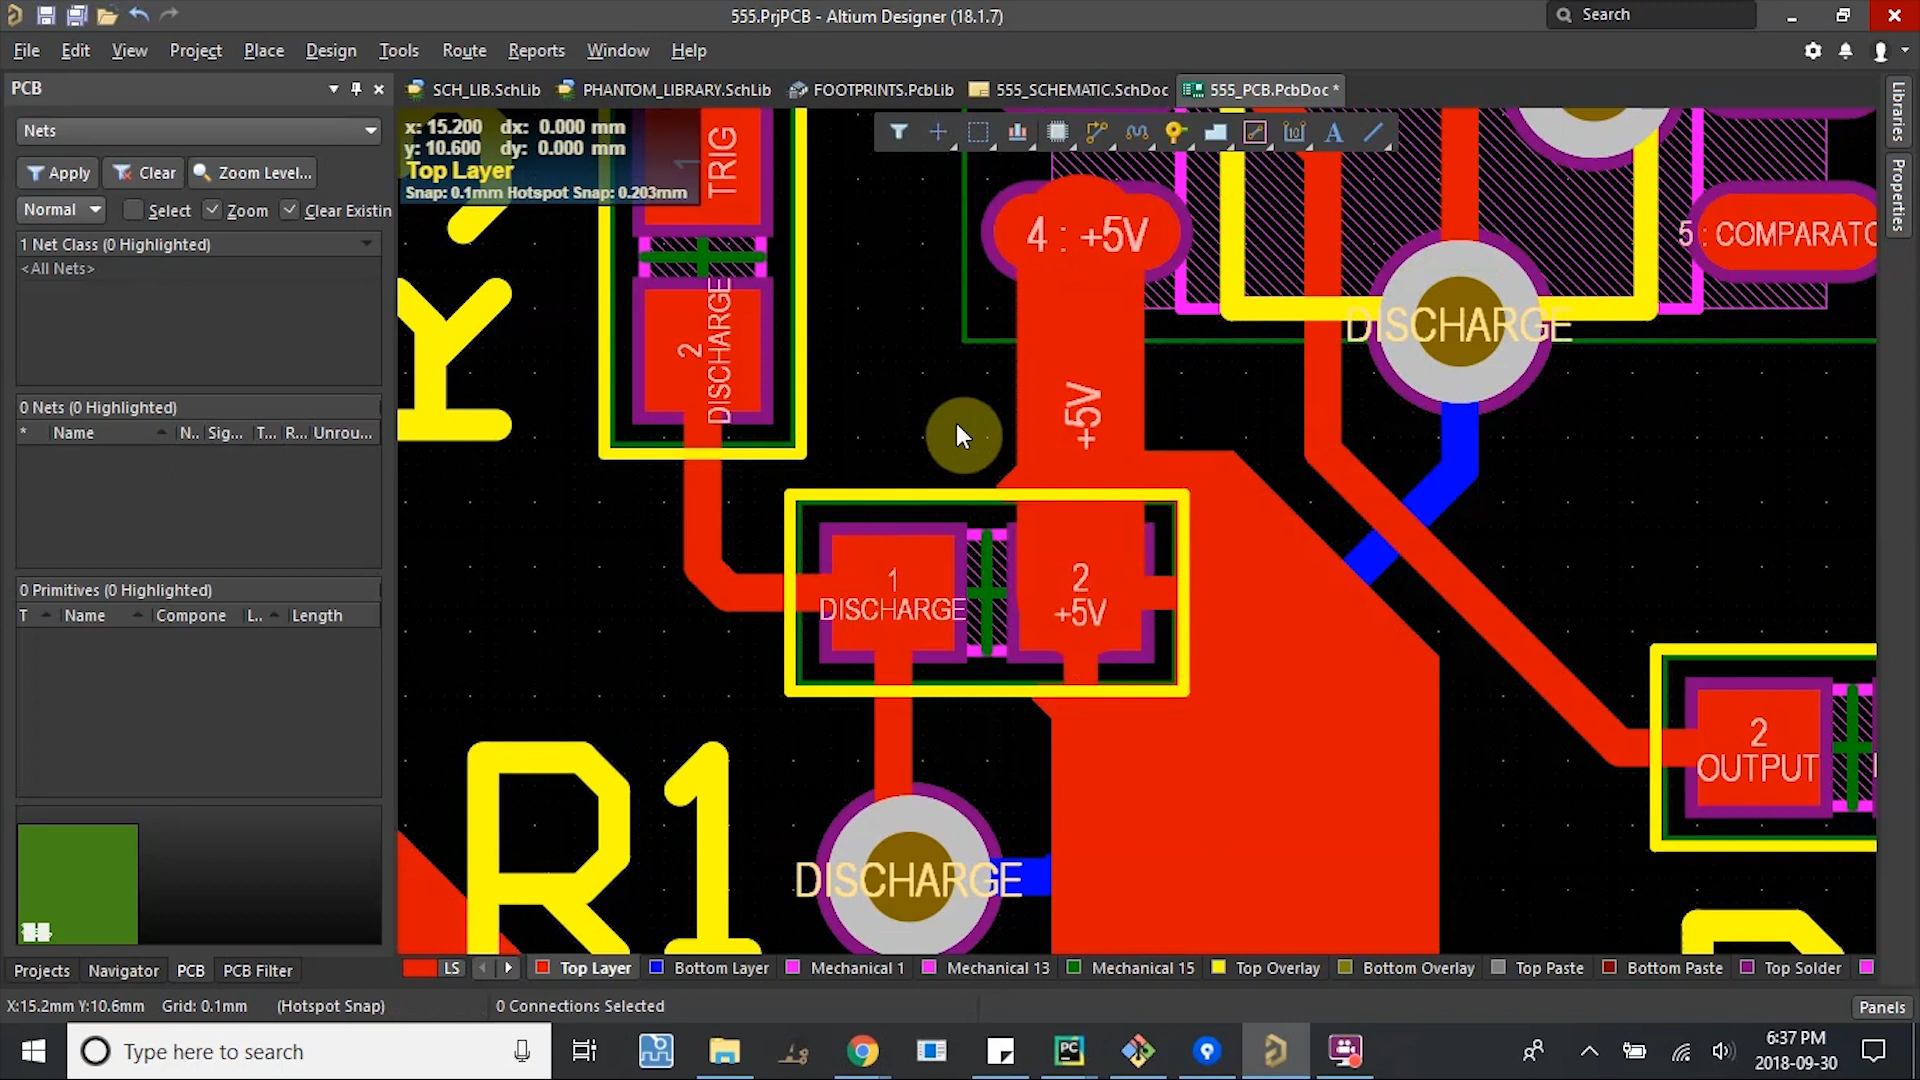 555.PrjPCB - Altium Designer (18.1.7)
Search
File Edit View Project Place Design Tools Route Reports Window Help
PCB
SCH_LIB.SchLib PHANTOM_LIBRARY.SchLib FOOTPRINTS.PcbLib 555_SCHEMATIC.SchDoc 555_PCB.PcbDoc *
Libraries
Properties
Nets
Apply Clear Zoom Level...
Normal Select Zoom Clear Existin
1 Net Class (0 Highlighted)
<All Nets>
0 Nets (0 Highlighted)
* Name N.. Sig... T... R... Unrou...
0 Primitives (0 Highlighted)
T Name Compone L.. Length
x: 15.200 dx: 0.000 mm
y: 10.600 dy: 0.000 mm
Top Layer
Snap: 0.1mm Hotspot Snap: 0.203mm
1
TRIG
4 : +5V
5 : COMPARATO
2
DISCHARGE
DISCHARGE
+5V
1
DISCHARGE
2
+5V
2
OUTPUT
R1
DISCHARGE
Projects Navigator PCB PCB Filter
LS Top Layer Bottom Layer Mechanical 1 Mechanical 13 Mechanical 15 Top Overlay Bottom Overlay Top Paste Bottom Paste Top Solder
X:15.2mm Y:10.6mm Grid: 0.1mm (Hotspot Snap) 0 Connections Selected
Panels
Type here to search
PC
6:37 PM
2018-09-30